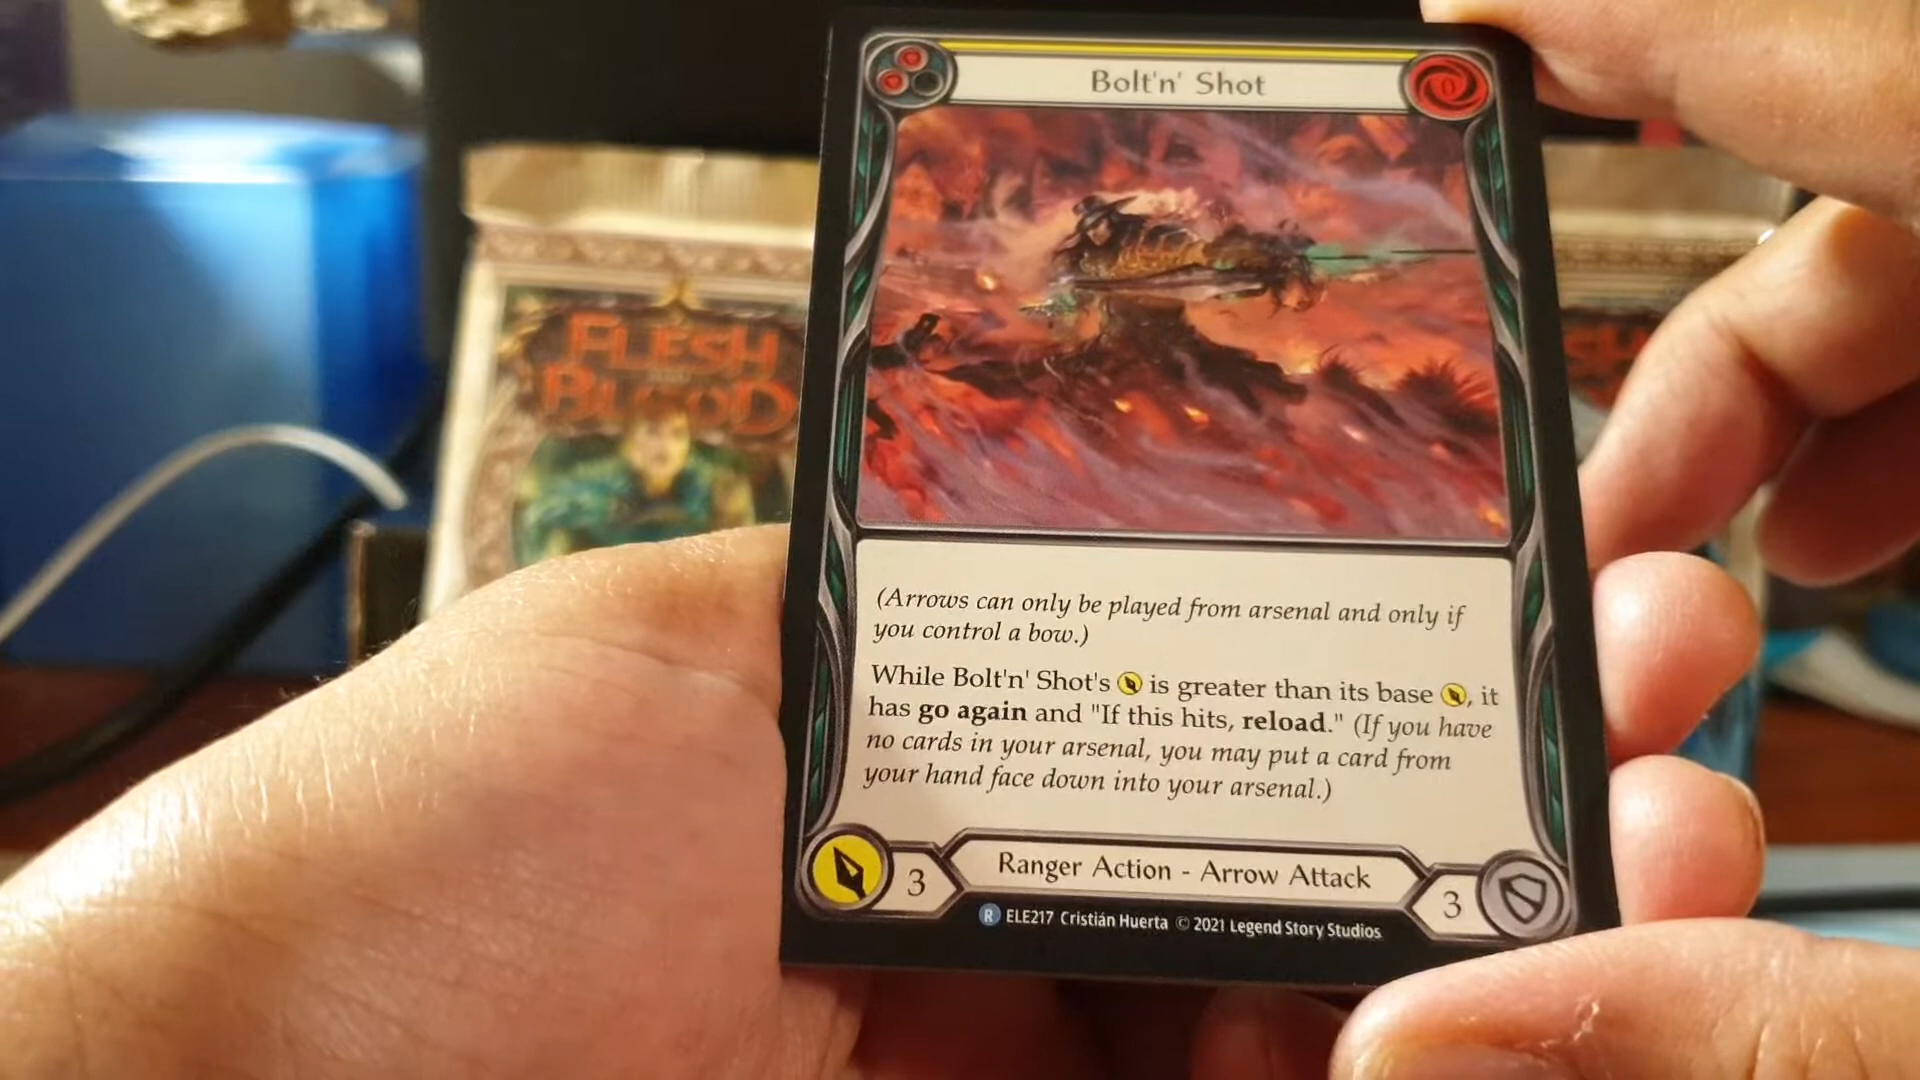 Bolt'n' Shot
0
FLESH
BLOOD
(Arrows can only be played from arsenal and only if
you control a bow.)
While Bolt'n' Shot's is greater than its base , it
has go again and "If this hits, reload." (If you have
no cards in your arsenal, you may put a card from
your hand face down into your arsenal.)
3 Ranger Action - Arrow Attack 3
R ELE217 Cristián Huerta © 2021 Legend Story Studios